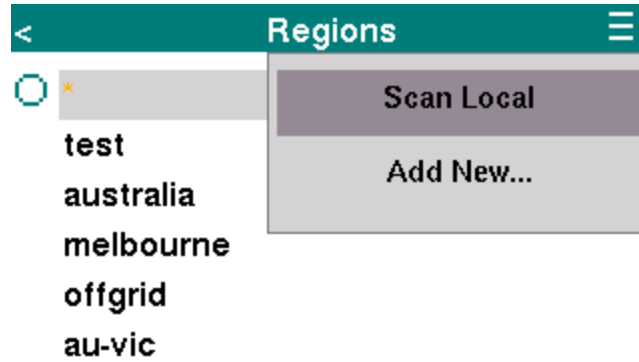 < Regions ☰
*
Scan Local
test
Add New...
australia
melbourne
offgrid
au-vic